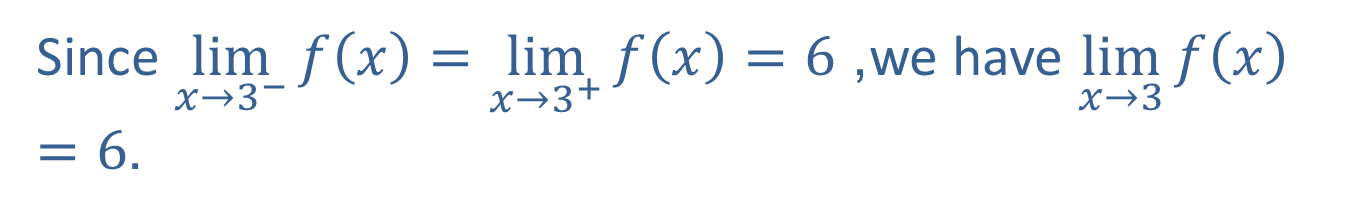 Since lim_{x→3⁻} f(x) = lim_{x→3⁺} f(x) = 6 ,we have lim_{x→3} f(x)
= 6.